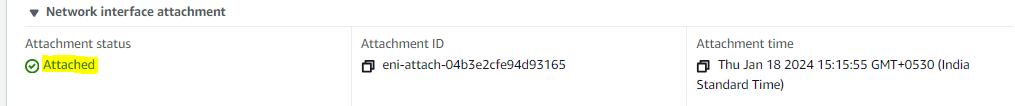 Network interface attachment
Attachment status
Attached
Attachment ID
eni-attach-04b3e2cfe94d93165
Attachment time
Thu Jan 18 2024 15:15:55 GMT+0530 (India
Standard Time)